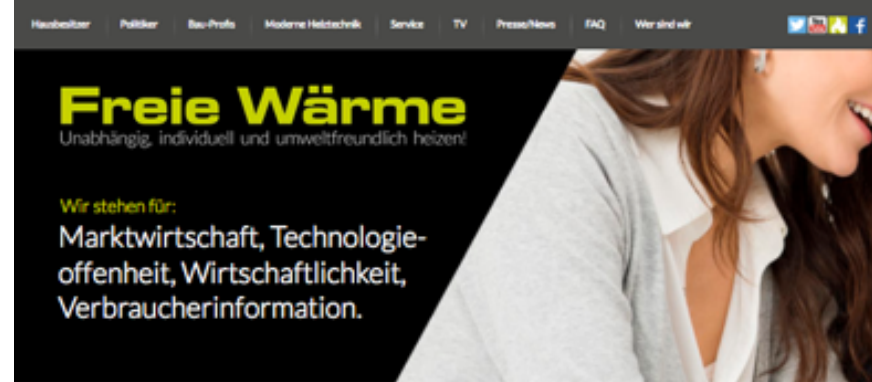 Hausbesitzer Politiker Bau-Profis Moderne Heiztechnik Service TV Presse/News FAQ Wer sind wir
Freie Wärme
Unabhängig, individuell und umweltfreundlich heizen!
Wir stehen für:
Marktwirtschaft, Technologie-
offenheit, Wirtschaftlichkeit,
Verbraucherinformation.